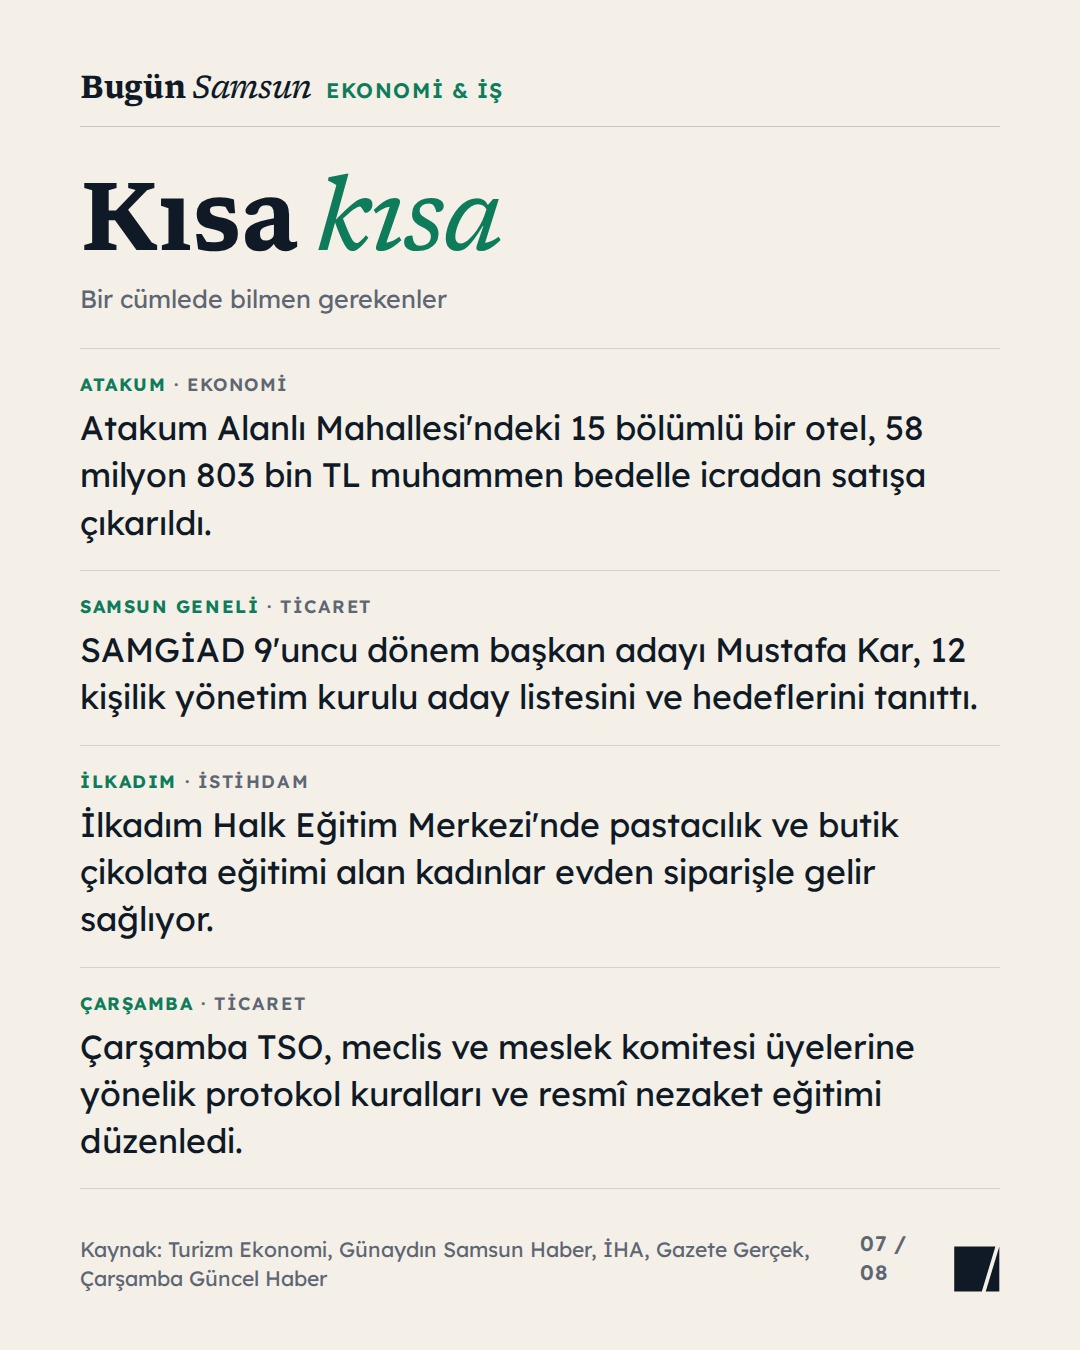 Bugün Samsun EKONOMİ & İŞ
Kısa kısa
Bir cümlede bilmen gerekenler
ATAKUM · EKONOMİ
Atakum Alanlı Mahallesi'ndeki 15 bölümlü bir otel, 58
milyon 803 bin TL muhammen bedelle icradan satışa
çıkarıldı.
SAMSUN GENELİ · TİCARET
SAMGİAD 9'uncu dönem başkan adayı Mustafa Kar, 12
kişilik yönetim kurulu aday listesini ve hedeflerini tanıttı.
İLKADIM · İSTİHDAM
İlkadım Halk Eğitim Merkezi'nde pastacılık ve butik
çikolata eğitimi alan kadınlar evden siparişle gelir
sağlıyor.
ÇARŞAMBA · TİCARET
Çarşamba TSO, meclis ve meslek komitesi üyelerine
yönelik protokol kuralları ve resmî nezaket eğitimi
düzenledi.
Kaynak: Turizm Ekonomi, Günaydın Samsun Haber, İHA, Gazete Gerçek,
Çarşamba Güncel Haber
07 /
08